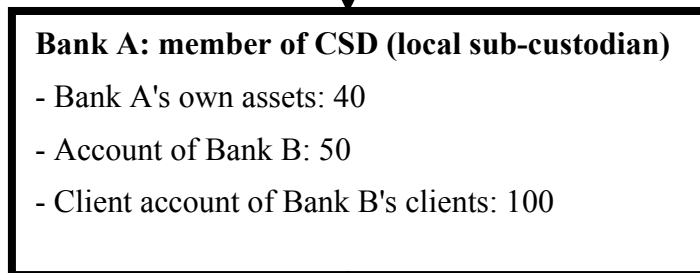 Bank A: member of CSD (local sub-custodian)
- Bank A's own assets: 40
- Account of Bank B: 50
- Client account of Bank B's clients: 100